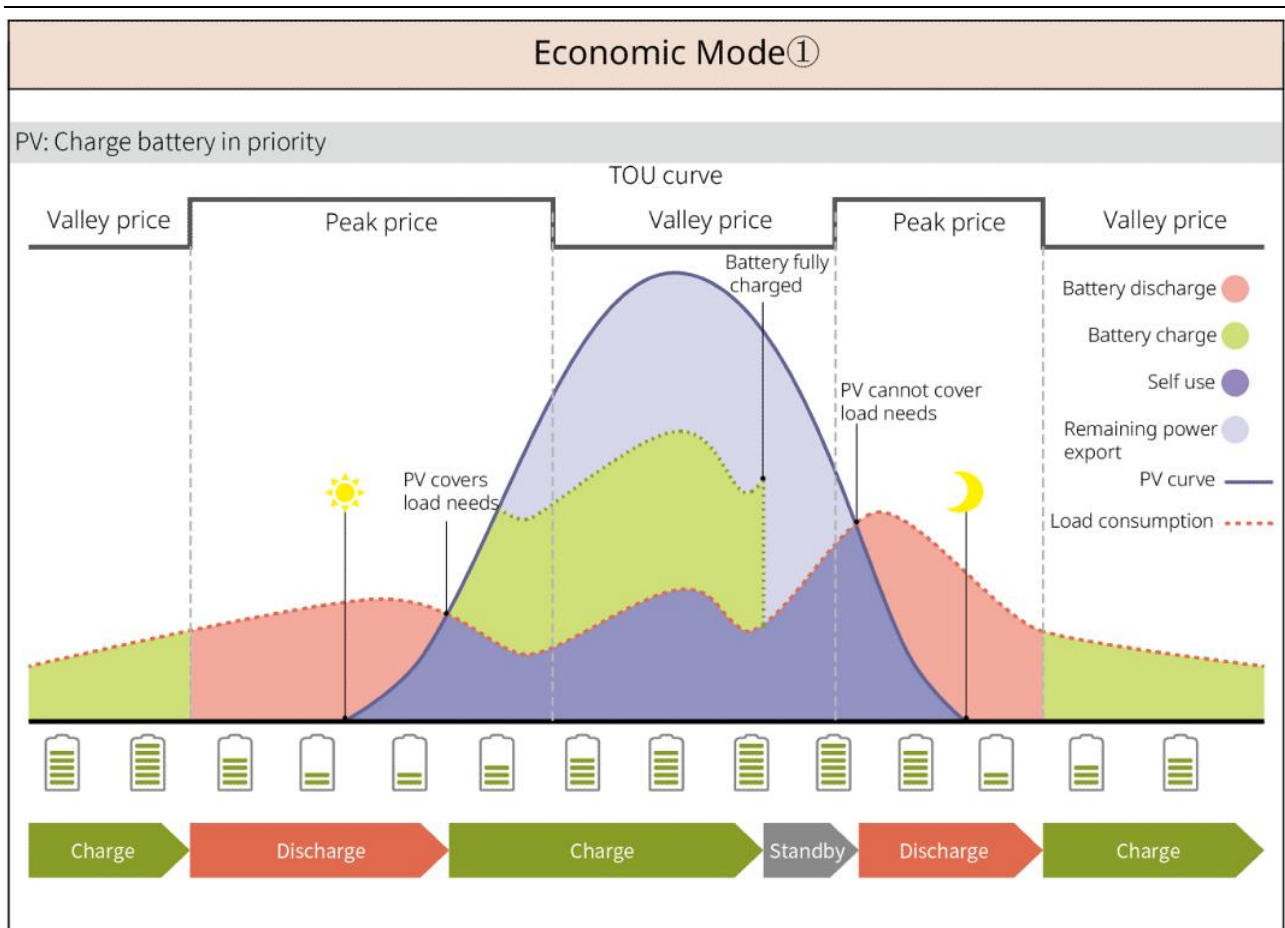 Economic Mode①
PV: Charge battery in priority
TOU curve
Valley price
Peak price
Valley price
Peak price
Valley price
Battery fully
charged
Battery discharge
Battery charge
Self use
Remaining power
export
PV curve
Load consumption
PV cannot cover
load needs
PV covers
load needs
Charge
Discharge
Charge
Standby
Discharge
Charge